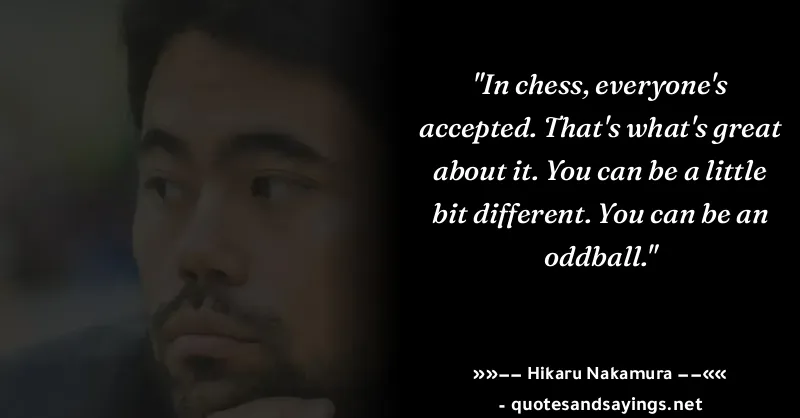 "In chess, everyone's
accepted. That's what's great
about it. You can be a little
bit different. You can be an
oddball."
»»–– Hikaru Nakamura ––««
- quotesandsayings.net